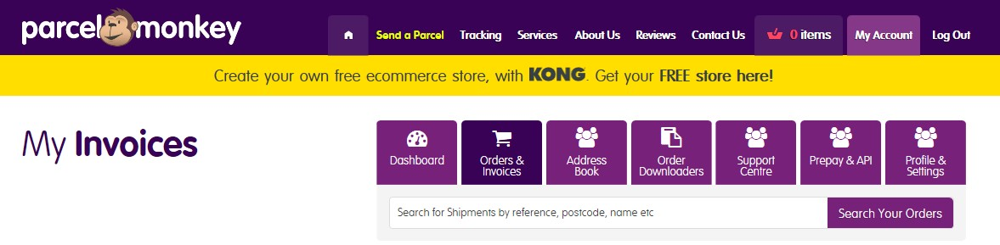 parcel monkey
Send a Parcel Tracking Services About Us Reviews Contact Us 0 items My Account Log Out
Create your own free ecommerce store, with KONG. Get your FREE store here!
My Invoices
Dashboard
Orders &
Invoices
Address
Book
Order
Downloaders
Support
Centre
Prepay & API
Profile &
Settings
Search for Shipments by reference, postcode, name etc
Search Your Orders